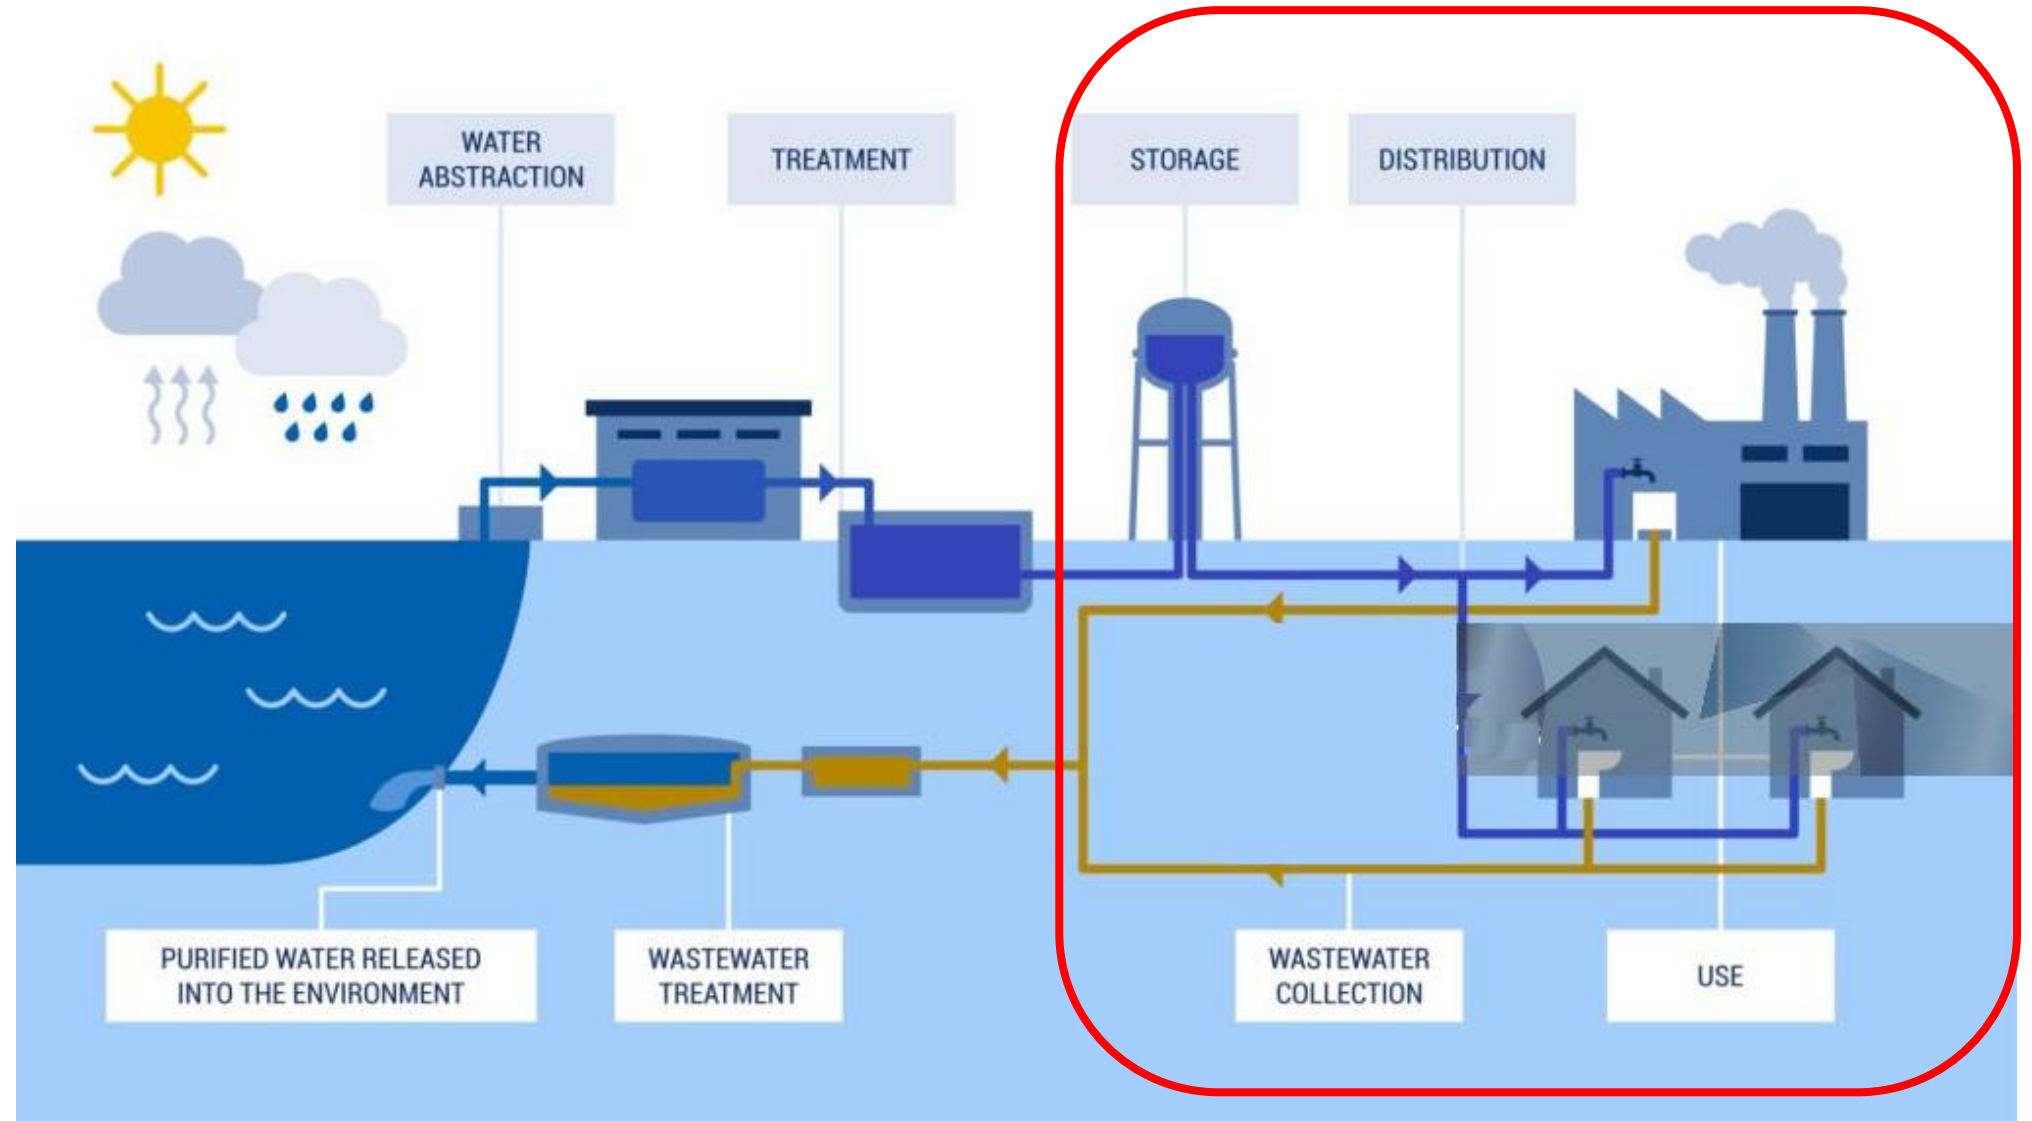 WATER
ABSTRACTION
TREATMENT
STORAGE
DISTRIBUTION
PURIFIED WATER RELEASED
INTO THE ENVIRONMENT
WASTEWATER
TREATMENT
WASTEWATER
COLLECTION
USE